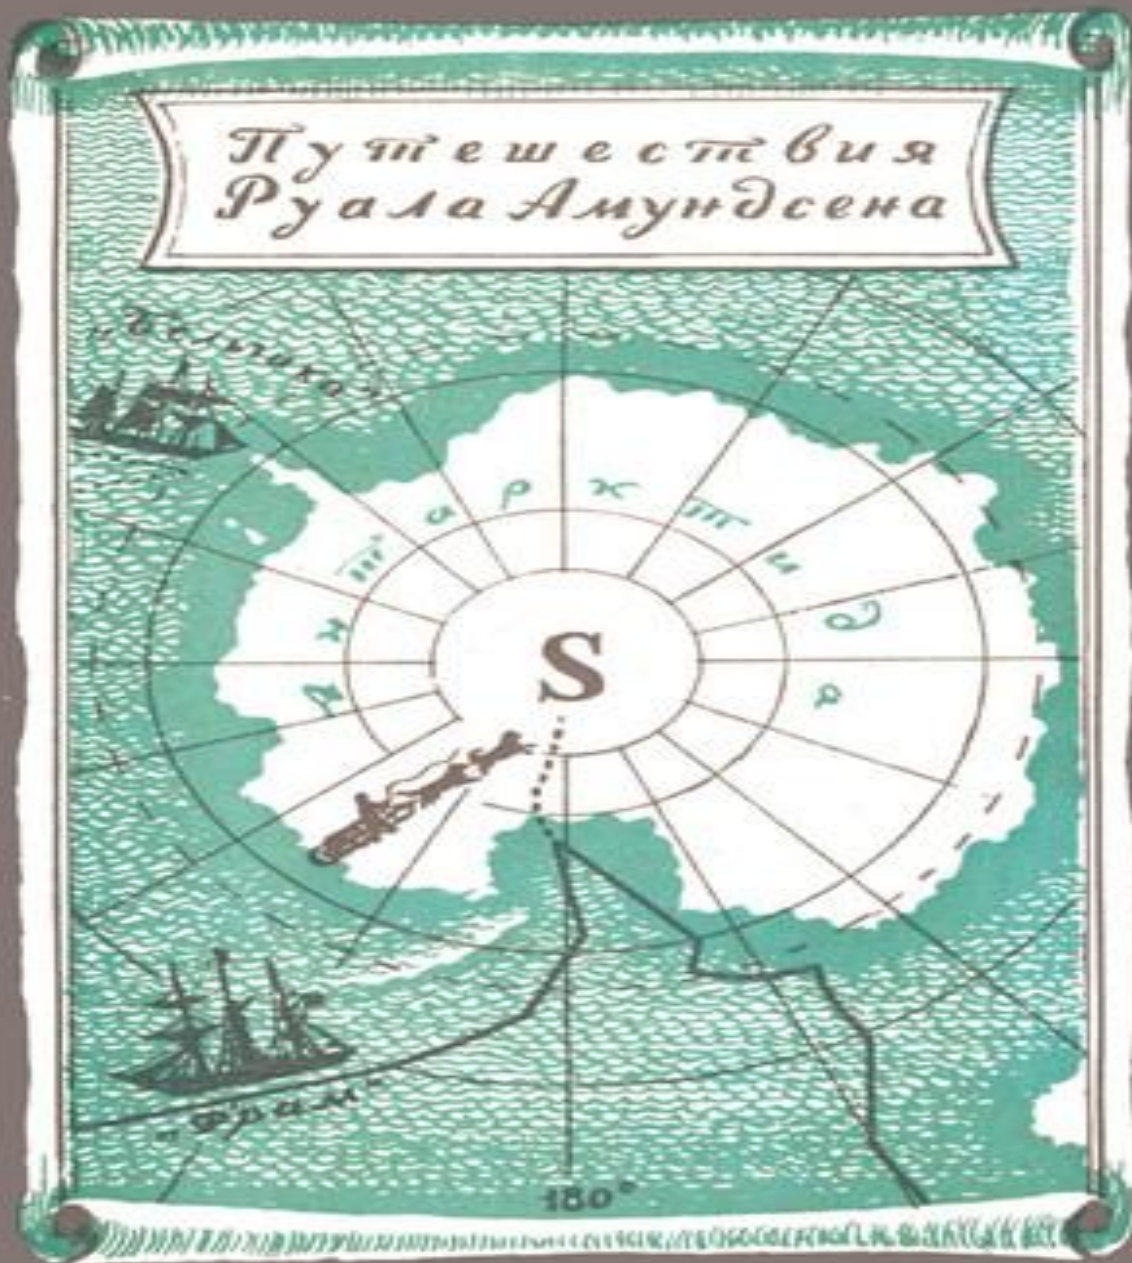 Путешествия
Руала Амундсена
„Бельгика"
Антарктида
S
„Фрам"
180°